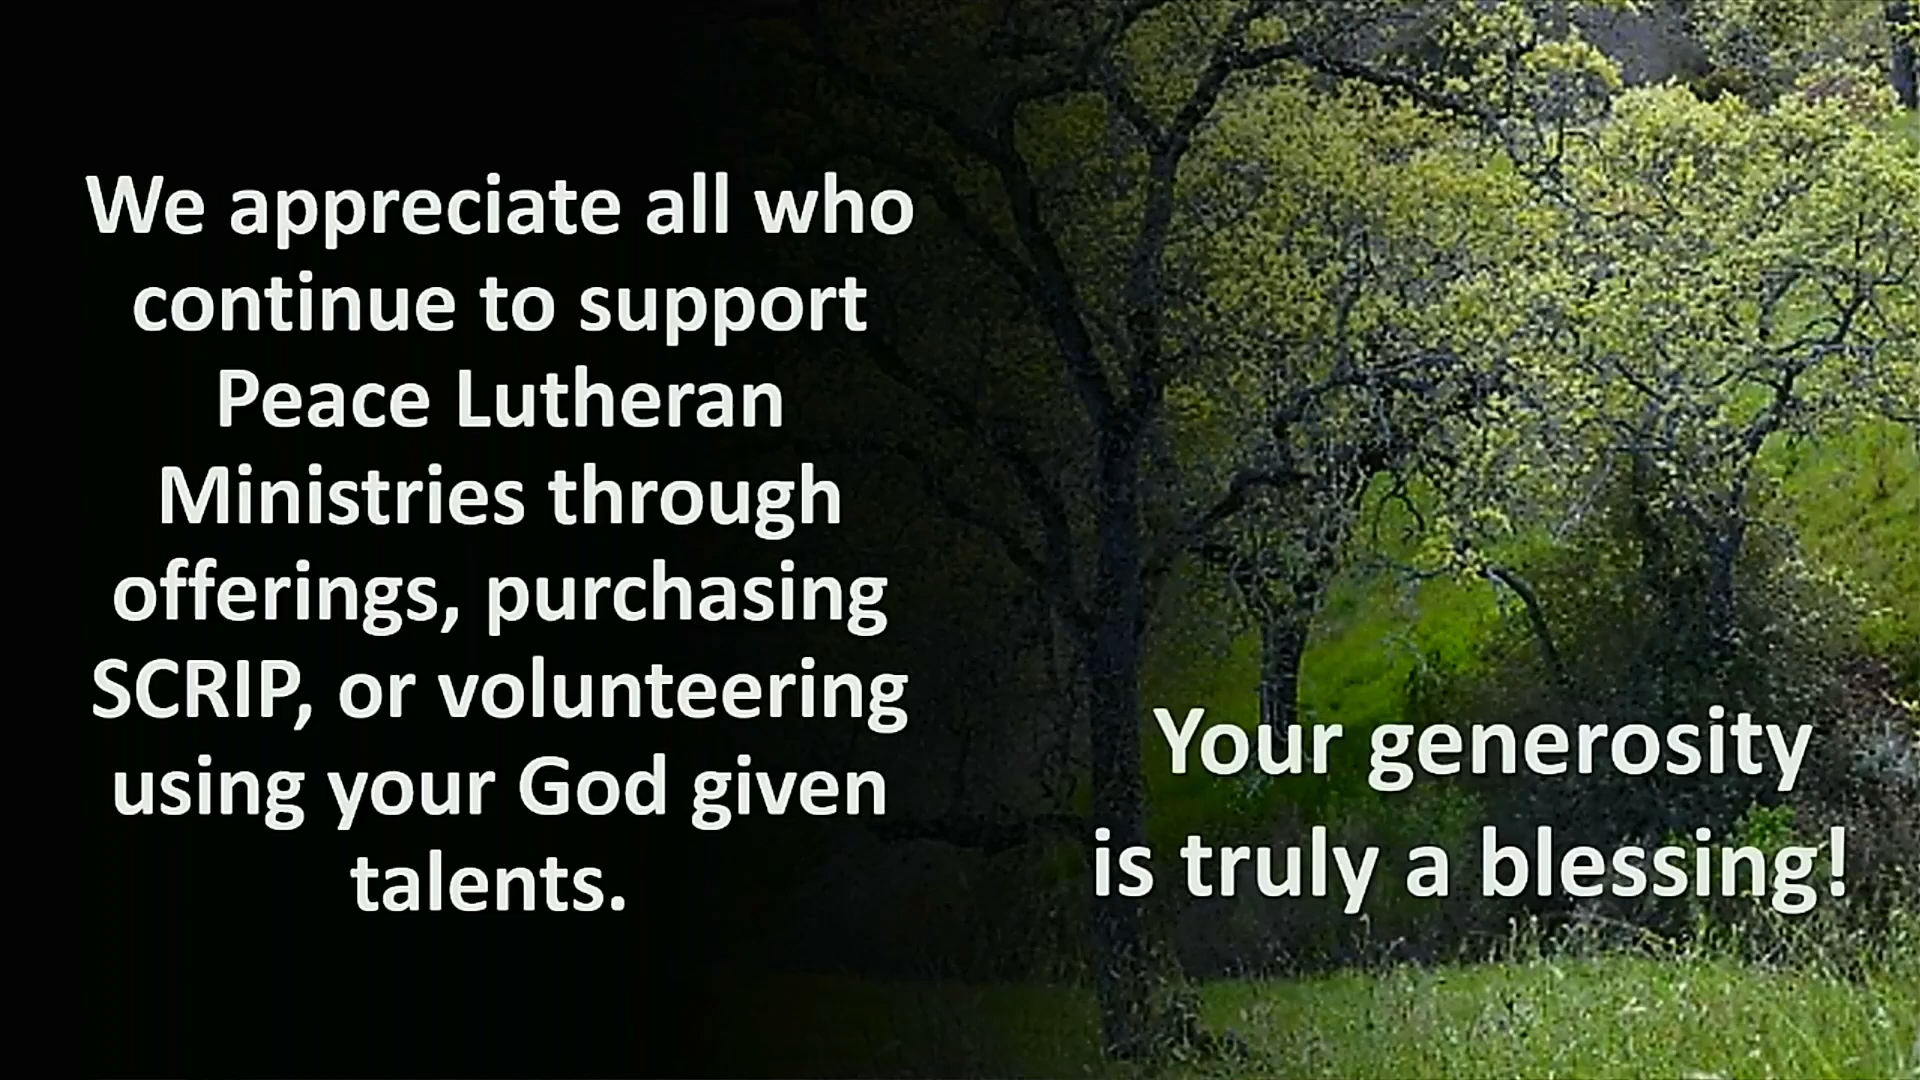 We appreciate all who
continue to support
Peace Lutheran
Ministries through
offerings, purchasing
SCRIP, or volunteering
using your God given
talents.
Your generosity
is truly a blessing!